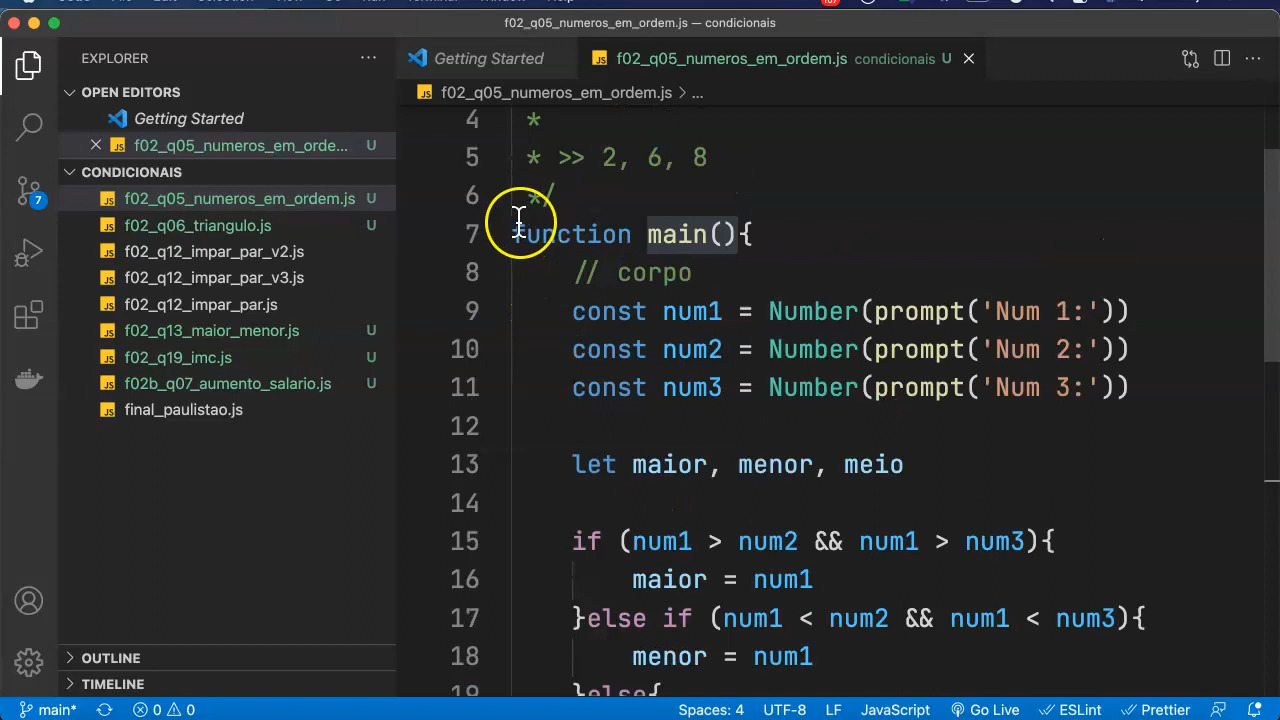 f02_q05_numeros_em_ordem.js — condicionais
EXPLORER
OPEN EDITORS
Getting Started
f02_q05_numeros_em_orde... U
CONDICIONAIS
f02_q05_numeros_em_ordem.js U
f02_q06_triangulo.js U
f02_q12_impar_par_v2.js
f02_q12_impar_par_v3.js
f02_q12_impar_par.js
f02_q13_maior_menor.js U
f02_q19_imc.js U
f02b_q07_aumento_salario.js U
final_paulistao.js
OUTLINE
TIMELINE
7
Getting Started
f02_q05_numeros_em_ordem.js condicionais U
f02_q05_numeros_em_ordem.js > ...
4 *
5 * >> 2, 6, 8
6 */
7 function main(){
8 // corpo
9 const num1 = Number(prompt('Num 1:'))
10 const num2 = Number(prompt('Num 2:'))
11 const num3 = Number(prompt('Num 3:'))
12
13 let maior, menor, meio
14
15 if (num1 > num2 && num1 > num3){
16 maior = num1
17 }else if (num1 < num2 && num1 < num3){
18 menor = num1
19 }else{
main* 0 0 Spaces: 4 UTF-8 LF JavaScript Go Live ESLint Prettier